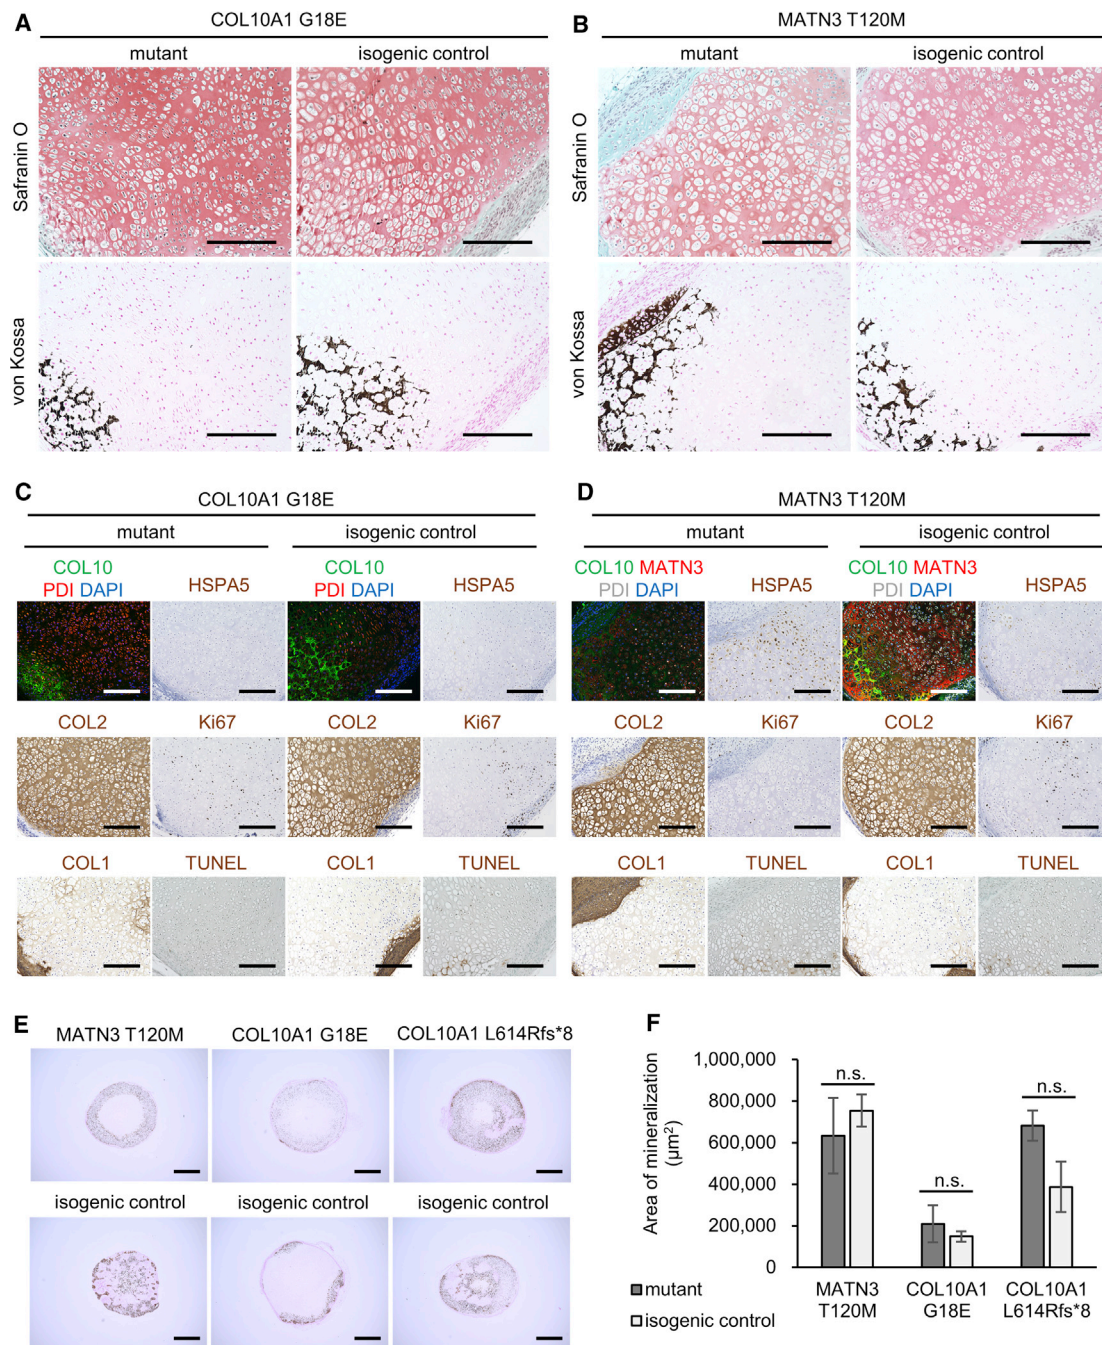 A
COL10A1 G18E
mutant
isogenic control
Safranin O
von Kossa
B
MATN3 T120M
mutant
isogenic control
Safranin O
von Kossa
C
COL10A1 G18E
mutant
isogenic control
COL10
PDI DAPI
HSPA5
COL10
PDI DAPI
HSPA5
COL2
Ki67
COL2
Ki67
COL1
TUNEL
COL1
TUNEL
D
MATN3 T120M
mutant
isogenic control
COL10 MATN3
PDI DAPI
HSPA5
COL10 MATN3
PDI DAPI
HSPA5
COL2
Ki67
COL2
Ki67
COL1
TUNEL
COL1
TUNEL
E
MATN3 T120M
COL10A1 G18E
COL10A1 L614Rfs*8
isogenic control
isogenic control
isogenic control
F
Area of mineralization
(µm²)
1,000,000
800,000
600,000
400,000
200,000
0
n.s.
n.s.
n.s.
MATN3
T120M
COL10A1
G18E
COL10A1
L614Rfs*8
mutant
isogenic control